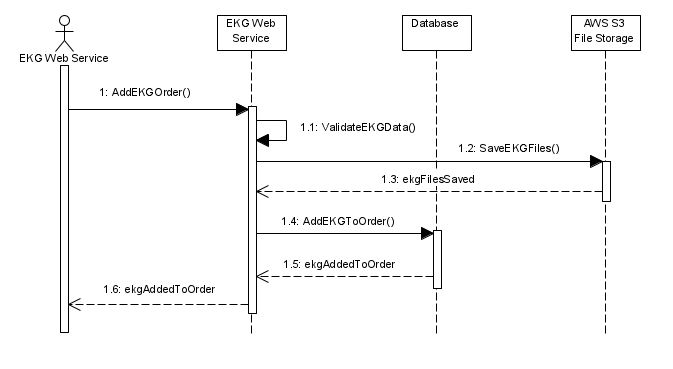 EKG Web
Service
Database
AWS S3
File Storage
EKG Web Service
1: AddEKGOrder()
1.1: ValidateEKGData()
1.2: SaveEKGFiles()
1.3: ekgFilesSaved
1.4: AddEKGToOrder()
1.5: ekgAddedToOrder
1.6: ekgAddedToOrder